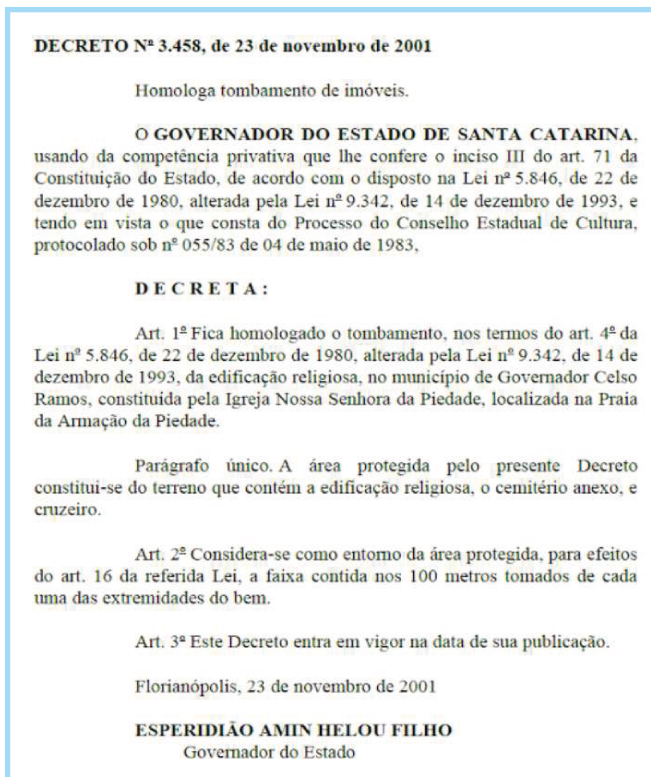 DECRETO Nº 3.458, de 23 de novembro de 2001
Homologa tombamento de imóveis.
O GOVERNADOR DO ESTADO DE SANTA CATARINA,
usando da competência privativa que lhe confere o inciso III do art. 71 da
Constituição do Estado, de acordo com o disposto na Lei nº 5.846, de 22 de
dezembro de 1980, alterada pela Lei nº 9.342, de 14 de dezembro de 1993, e
tendo em vista o que consta do Processo do Conselho Estadual de Cultura,
protocolado sob nº 055/83 de 04 de maio de 1983,
D E C R E T A :
Art. 1º Fica homologado o tombamento, nos termos do art. 4º da
Lei nº 5.846, de 22 de dezembro de 1980, alterada pela Lei nº 9.342, de 14 de
dezembro de 1993, da edificação religiosa, no município de Governador Celso
Ramos, constituída pela Igreja Nossa Senhora da Piedade, localizada na Praia
da Armação da Piedade.
Parágrafo único. A área protegida pelo presente Decreto
constitui-se do terreno que contém a edificação religiosa, o cemitério anexo, e
cruzeiro.
Art. 2º Considera-se como entorno da área protegida, para efeitos
do art. 16 da referida Lei, a faixa contida nos 100 metros tomados de cada
uma das extremidades do bem.
Art. 3º Este Decreto entra em vigor na data de sua publicação.
Florianópolis, 23 de novembro de 2001
ESPERIDIÃO AMIN HELOU FILHO
Governador do Estado